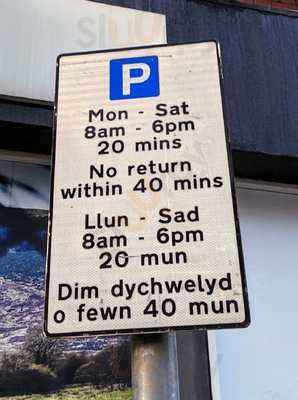 P
Mon - Sat
8am - 6pm
20 mins
No return
within 40 mins
Llun - Sad
8am - 6pm
20 mun
Dim dychwelyd
o fewn 40 mun